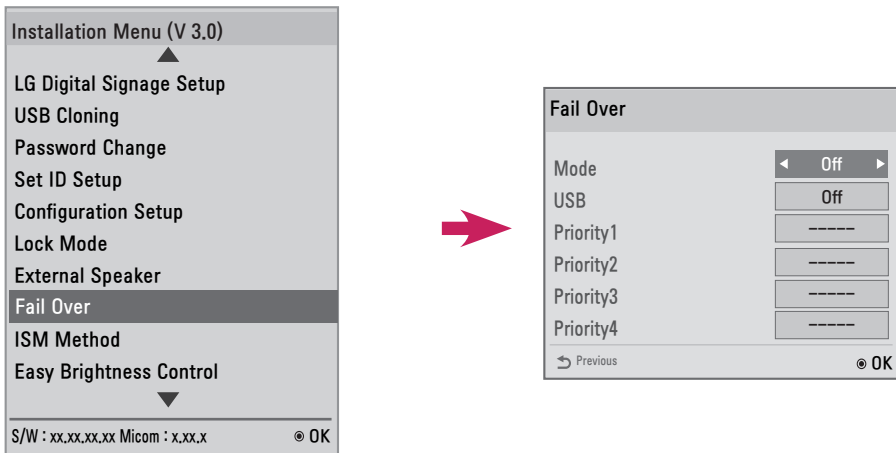 Installation Menu (V 3.0)
LG Digital Signage Setup
USB Cloning
Password Change
Set ID Setup
Configuration Setup
Lock Mode
External Speaker
Fail Over
ISM Method
Easy Brightness Control
S/W : xx.xx.xx.xx Micom : x.xx.x ◉ OK
Fail Over
Mode ◀ Off ▶
USB Off
Priority1 -----
Priority2 -----
Priority3 -----
Priority4 -----
Previous ◉ OK